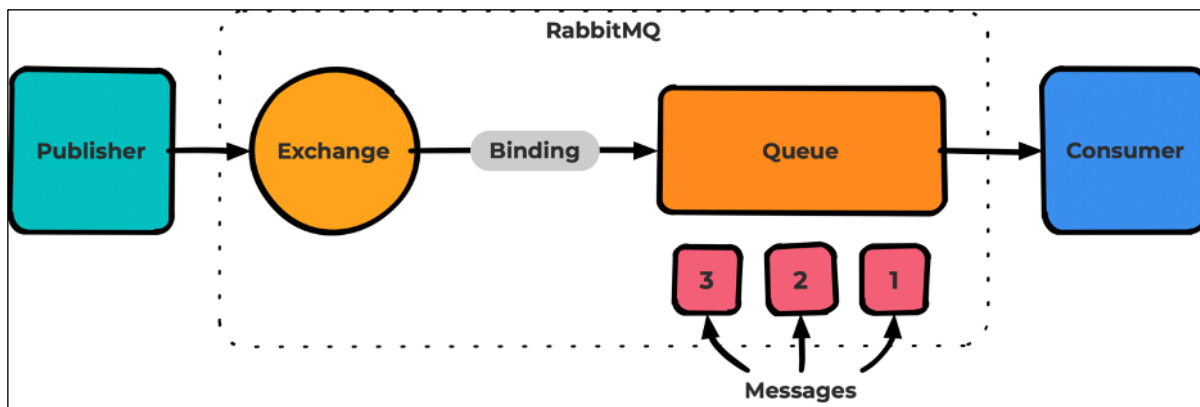 RabbitMQ
Publisher
Exchange
Binding
Queue
Consumer
3
2
1
Messages